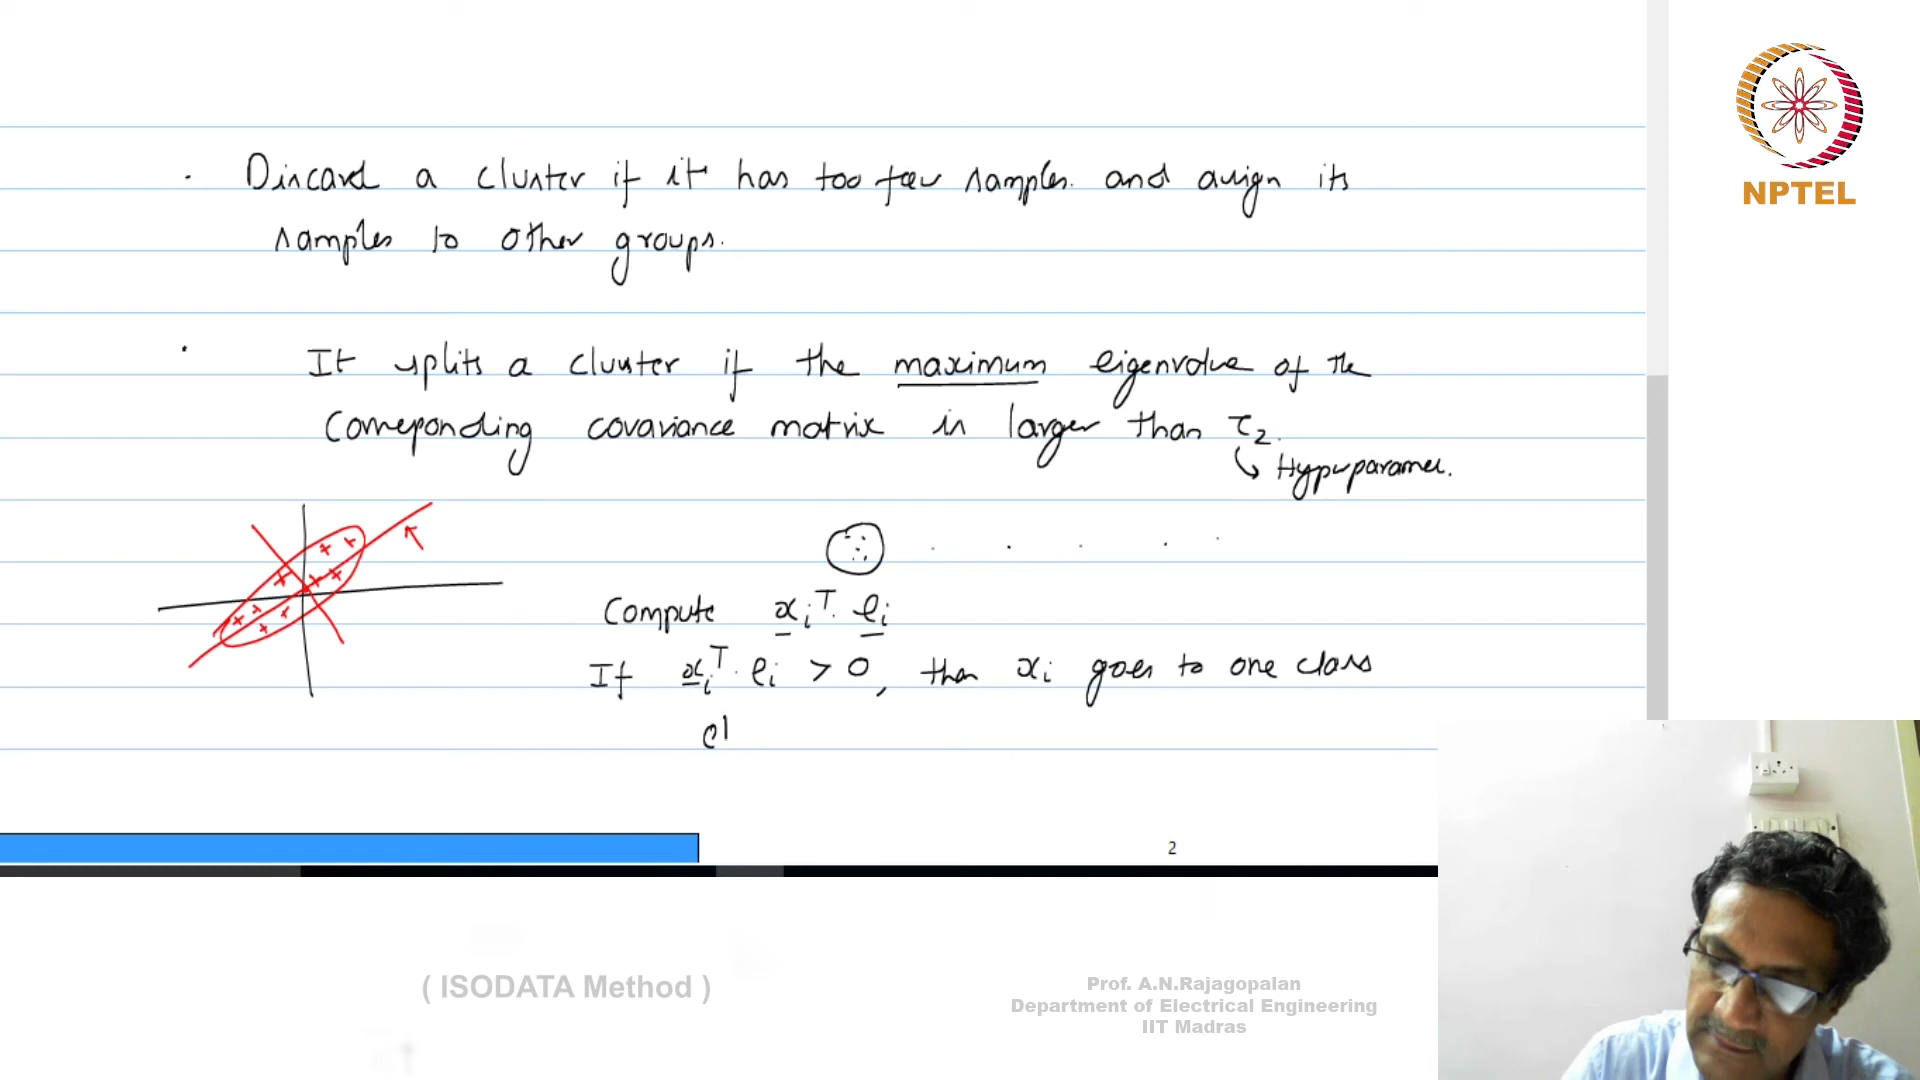 NPTEL
. Discard a cluster if it has too few samples. and assign its
samples to other groups.
. It splits a cluster if the maximum eigenvalue of the
Corresponding covariance matrix is larger than τ2.
↳ Hyperparamer.
Compute xiT. ei
If xiT. ei > 0, then xi goes to one class
el
2
( ISODATA Method )
Prof. A.N.Rajagopalan
Department of Electrical Engineering
IIT Madras